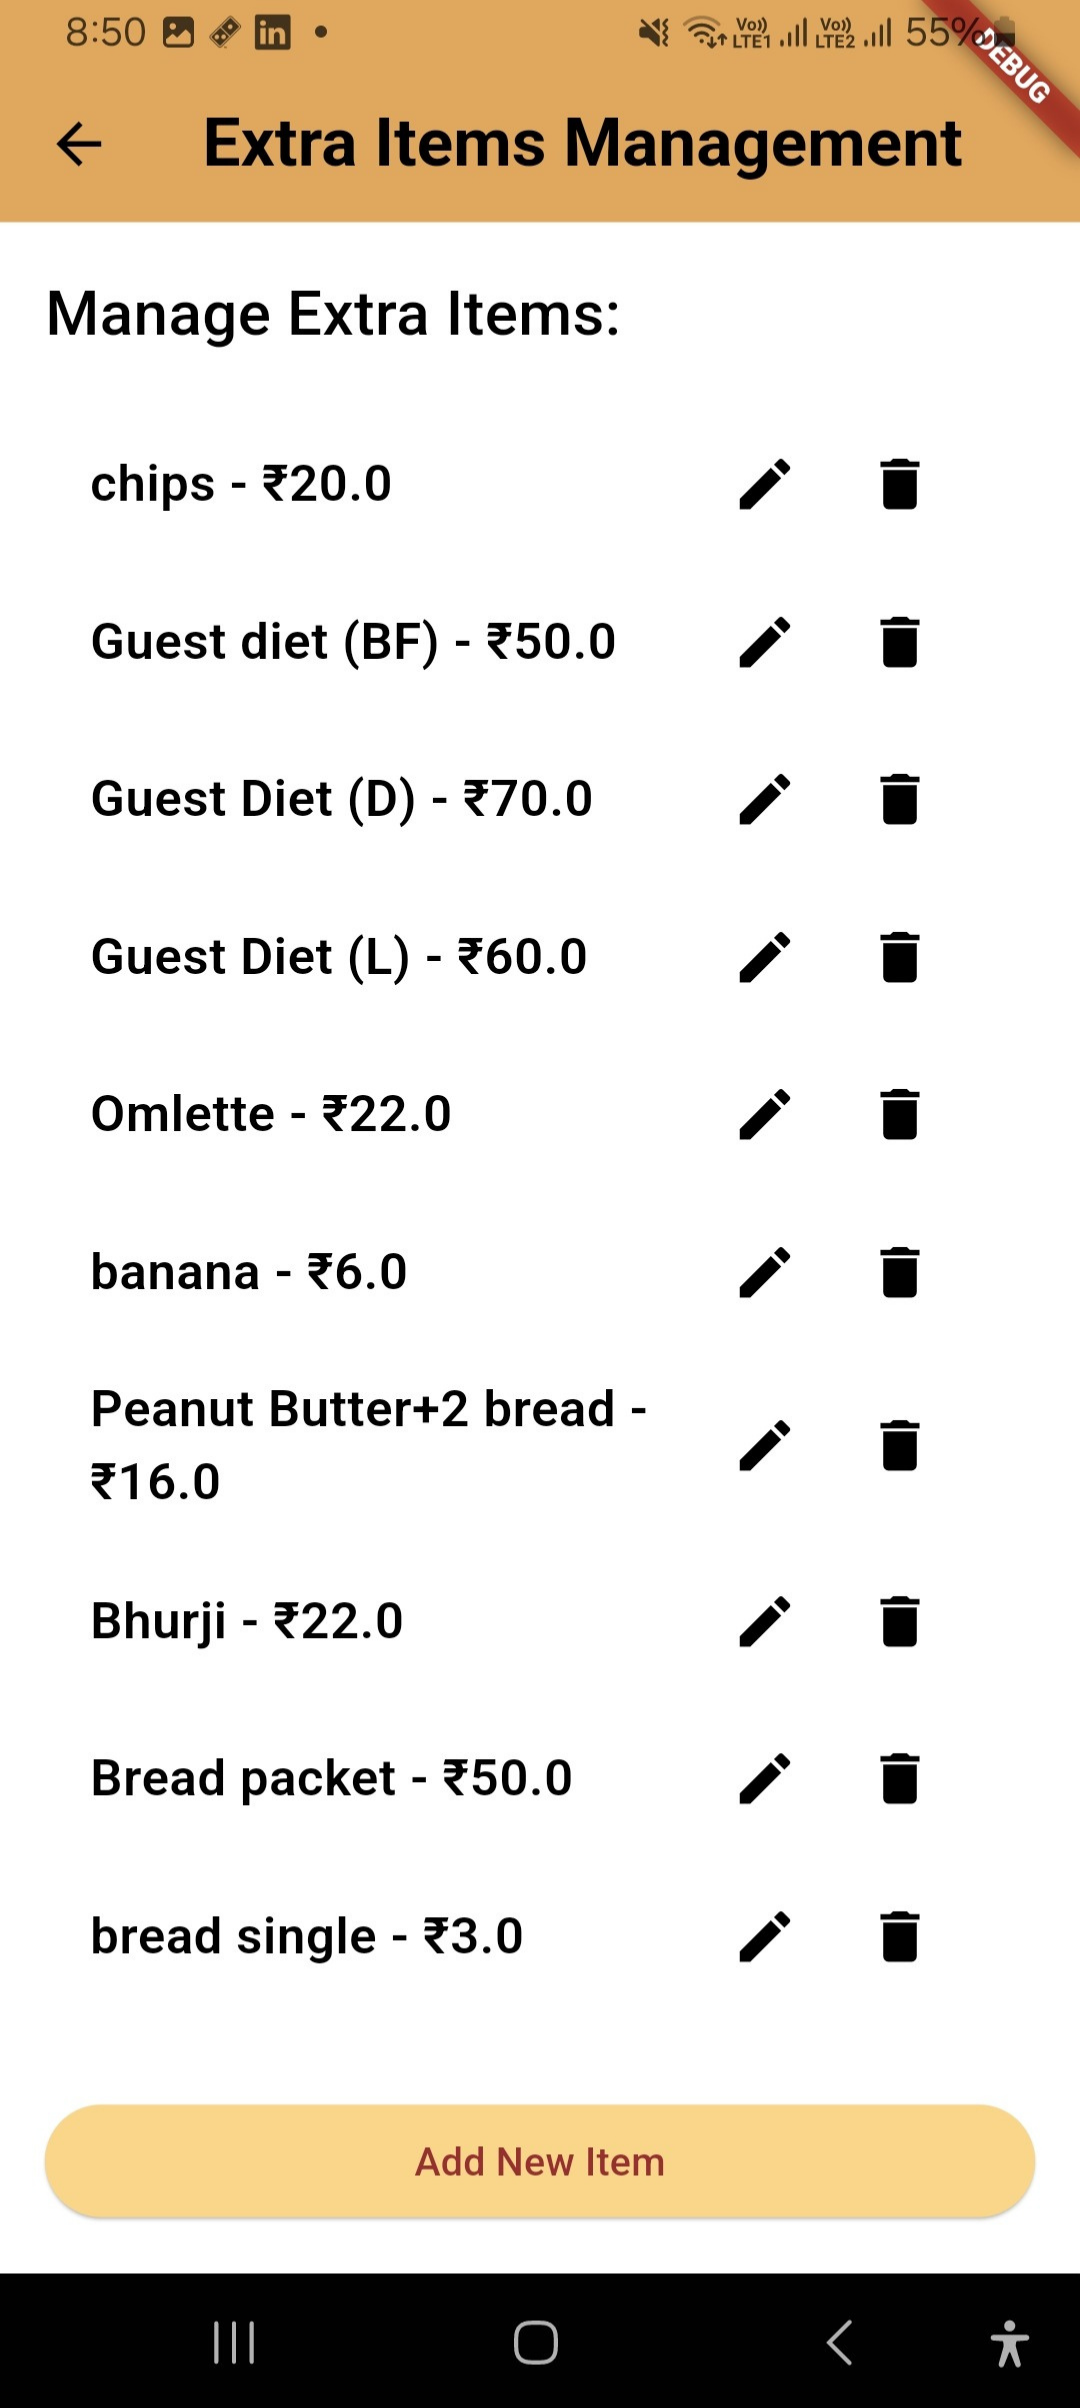 8:50 in Vo)) LTE1 Vo)) LTE2 55%
DEBUG
Extra Items Management
Manage Extra Items:
chips - ₹20.0
Guest diet (BF) - ₹50.0
Guest Diet (D) - ₹70.0
Guest Diet (L) - ₹60.0
Omlette - ₹22.0
banana - ₹6.0
Peanut Butter+2 bread -
₹16.0
Bhurji - ₹22.0
Bread packet - ₹50.0
bread single - ₹3.0
Add New Item